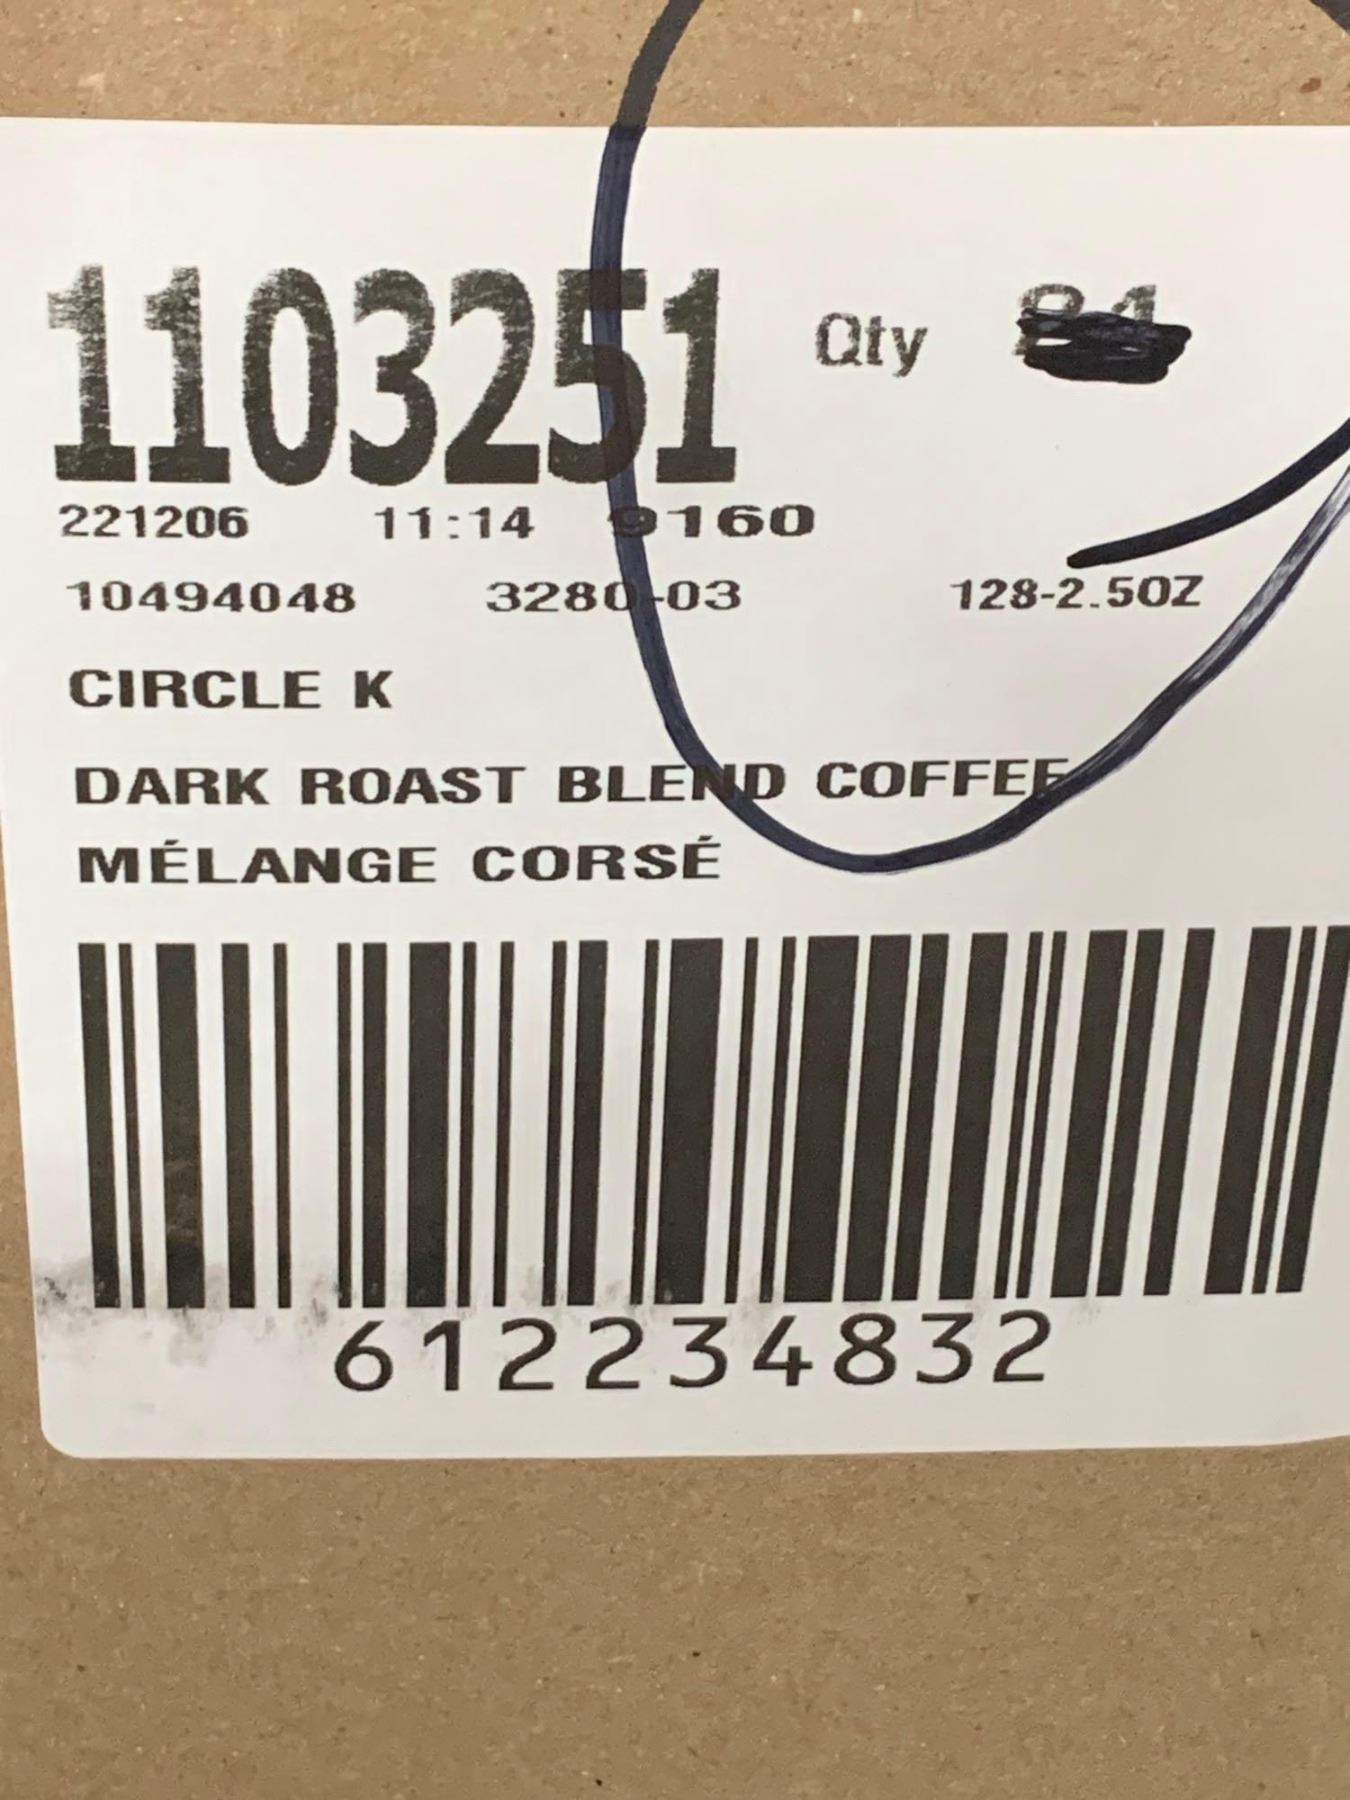 1103251 Qty
221206 11:14 9160
10494048 3280-03 128-2.5OZ
CIRCLE K
DARK ROAST BLEND COFFEE
MÉLANGE CORSÉ
612234832